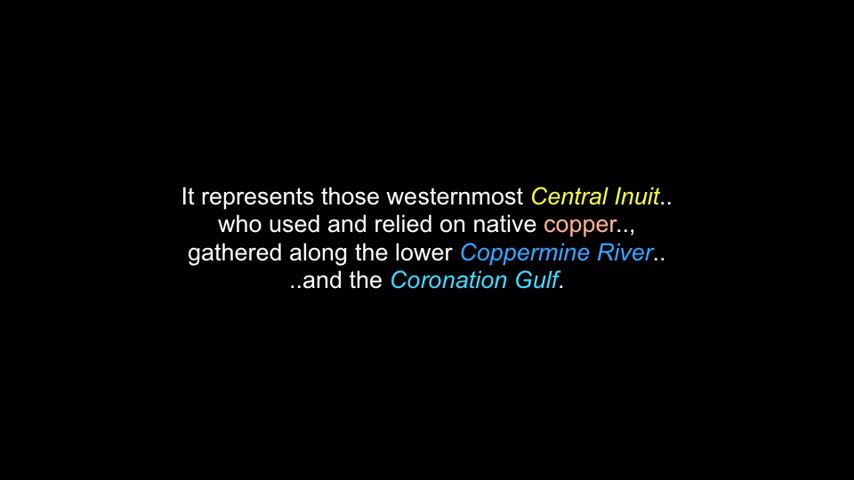 It represents those westernmost Central Inuit..
who used and relied on native copper..,
gathered along the lower Coppermine River..
..and the Coronation Gulf.